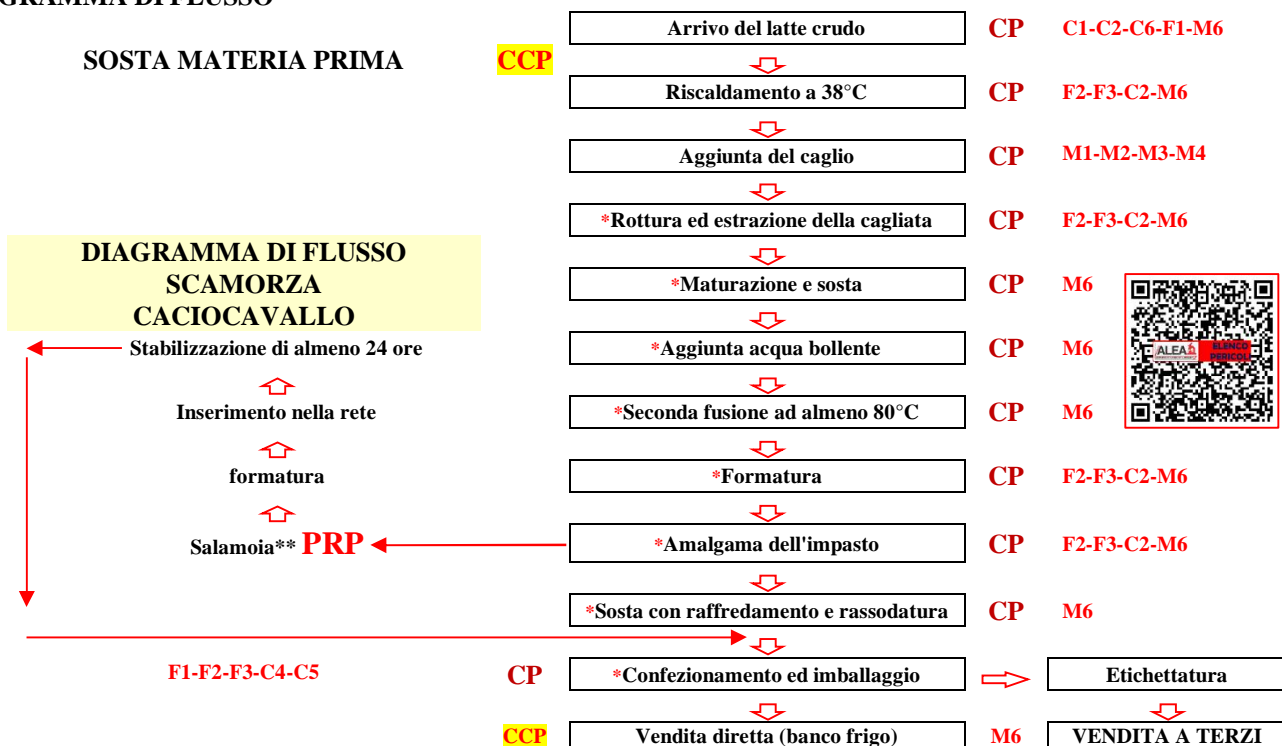 GRAMMA DI FLUSSO
Arrivo del latte crudo CP C1-C2-C6-F1-M6
SOSTA MATERIA PRIMA CCP
Riscaldamento a 38°C CP F2-F3-C2-M6
Aggiunta del caglio CP M1-M2-M3-M4
*Rottura ed estrazione della cagliata CP F2-F3-C2-M6
DIAGRAMMA DI FLUSSO
SCAMORZA
CACIOCAVALLO
*Maturazione e sosta CP M6
Stabilizzazione di almeno 24 ore
*Aggiunta acqua bollente CP M6
ALEA ELENCO
PERICOLI
Inserimento nella rete
*Seconda fusione ad almeno 80°C CP M6
formatura
*Formatura CP F2-F3-C2-M6
Salamoia** PRP
*Amalgama dell'impasto CP F2-F3-C2-M6
*Sosta con raffredamento e rassodatura CP M6
F1-F2-F3-C4-C5 CP *Confezionamento ed imballaggio Etichettatura
CCP Vendita diretta (banco frigo) M6 VENDITA A TERZI